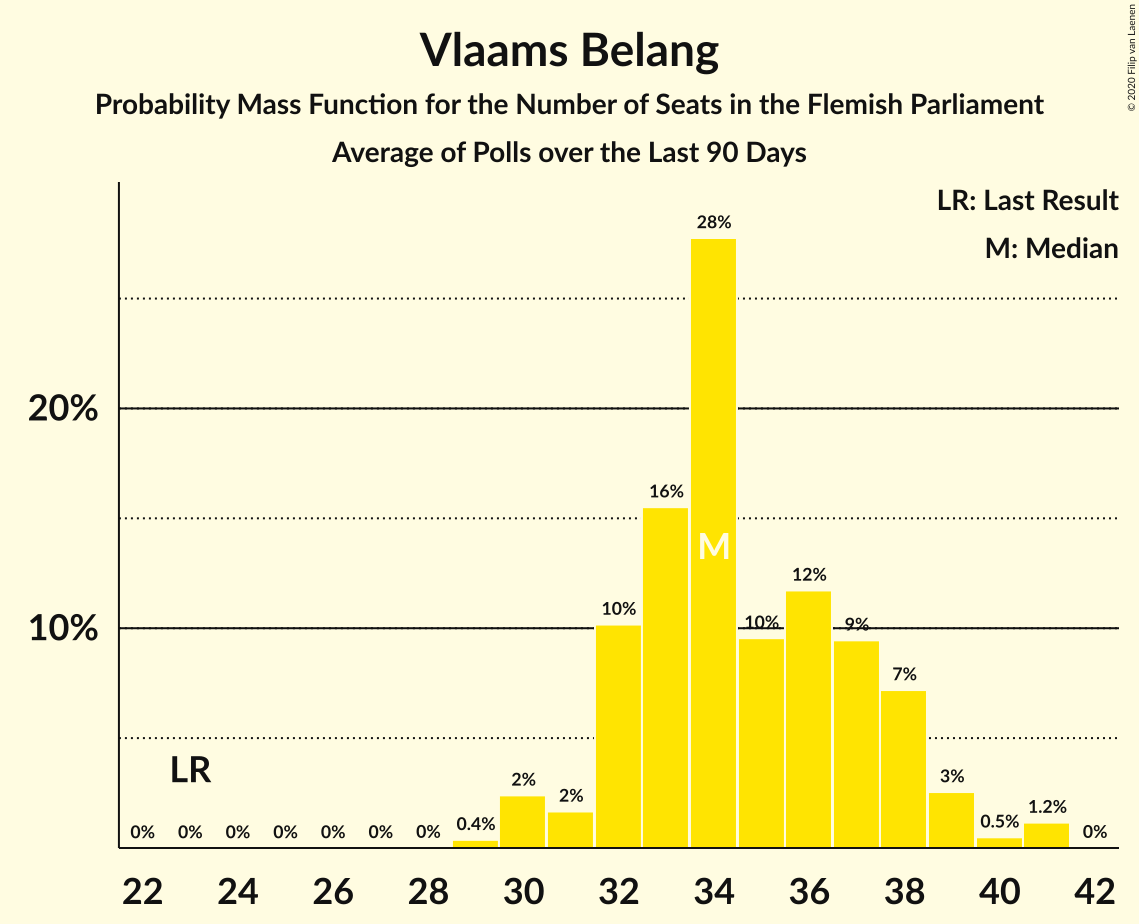 Vlaams Belang
Probability Mass Function for the Number of Seats in the Flemish Parliament
Average of Polls over the Last 90 Days
© 2020 Filip van Laenen
LR: Last Result
M: Median
28%
20%
16%
M
12%
10%
10%
10%
9%
7%
LR
0%
0%
0%
0%
0%
0%
0%
0.4%
2%
2%
3%
0.5%
1.2%
0%
22 24 26 28 30 32 34 36 38 40 42